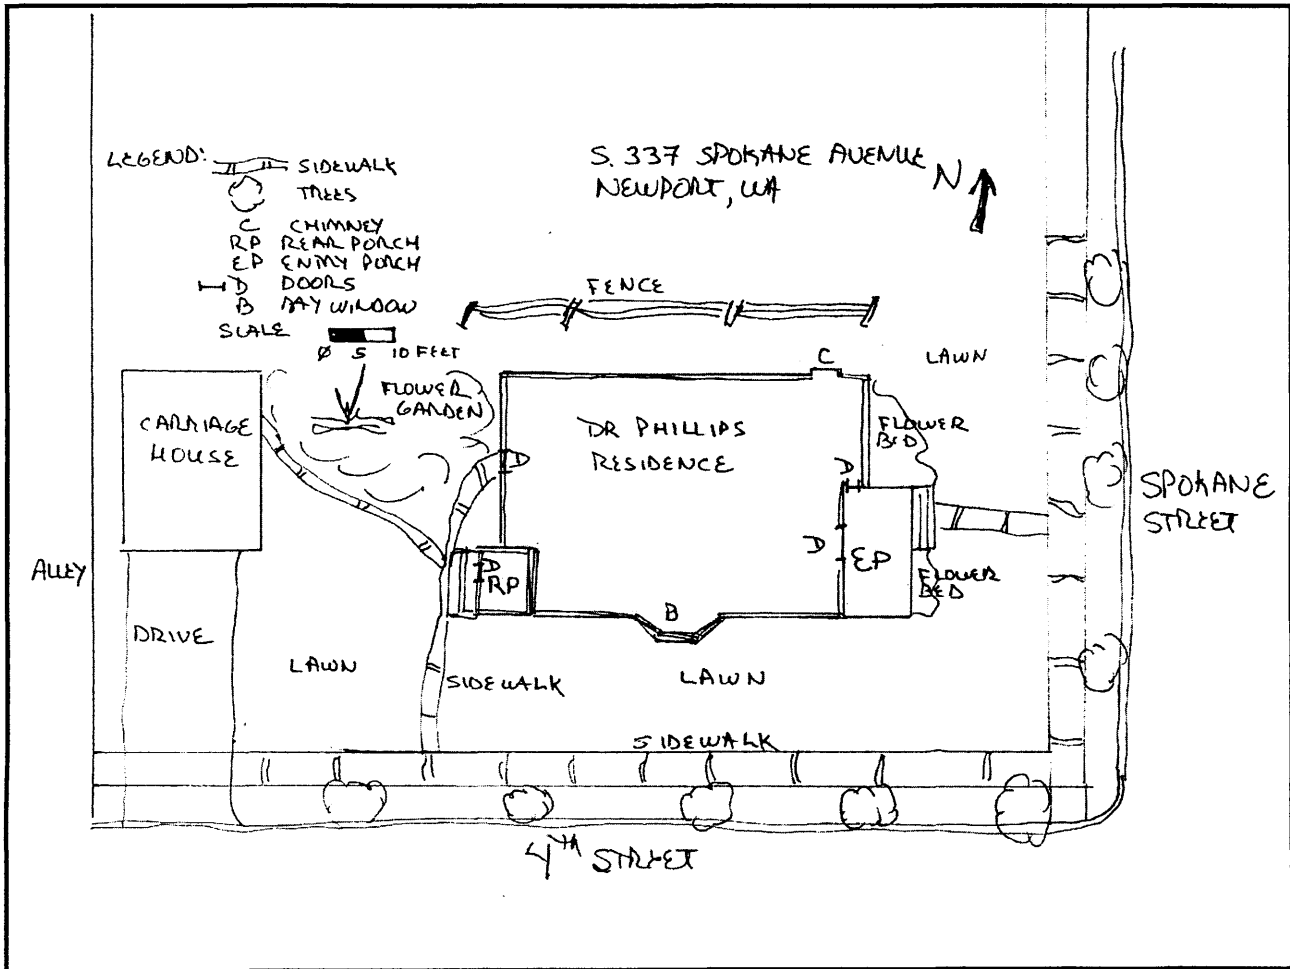 S. 337 SPOKANE AVENUE
NEWPORT, WA
N
LEGEND:
SIDEWALK
TREES
C CHIMNEY
RP REAR PORCH
EP ENTRY PORCH
D DOORS
B BAY WINDOW
SCALE
0 5 10 FEET
FENCE
C
LAWN
FLOWER
GARDEN
CARRIAGE
HOUSE
DR PHILLIPS
RESIDENCE
FLOWER
BED
D
D
SPOKANE
STREET
D
EP
D
RP
FLOWER
BED
ALLEY
B
DRIVE
LAWN
SIDEWALK
LAWN
SIDEWALK
4TH STREET